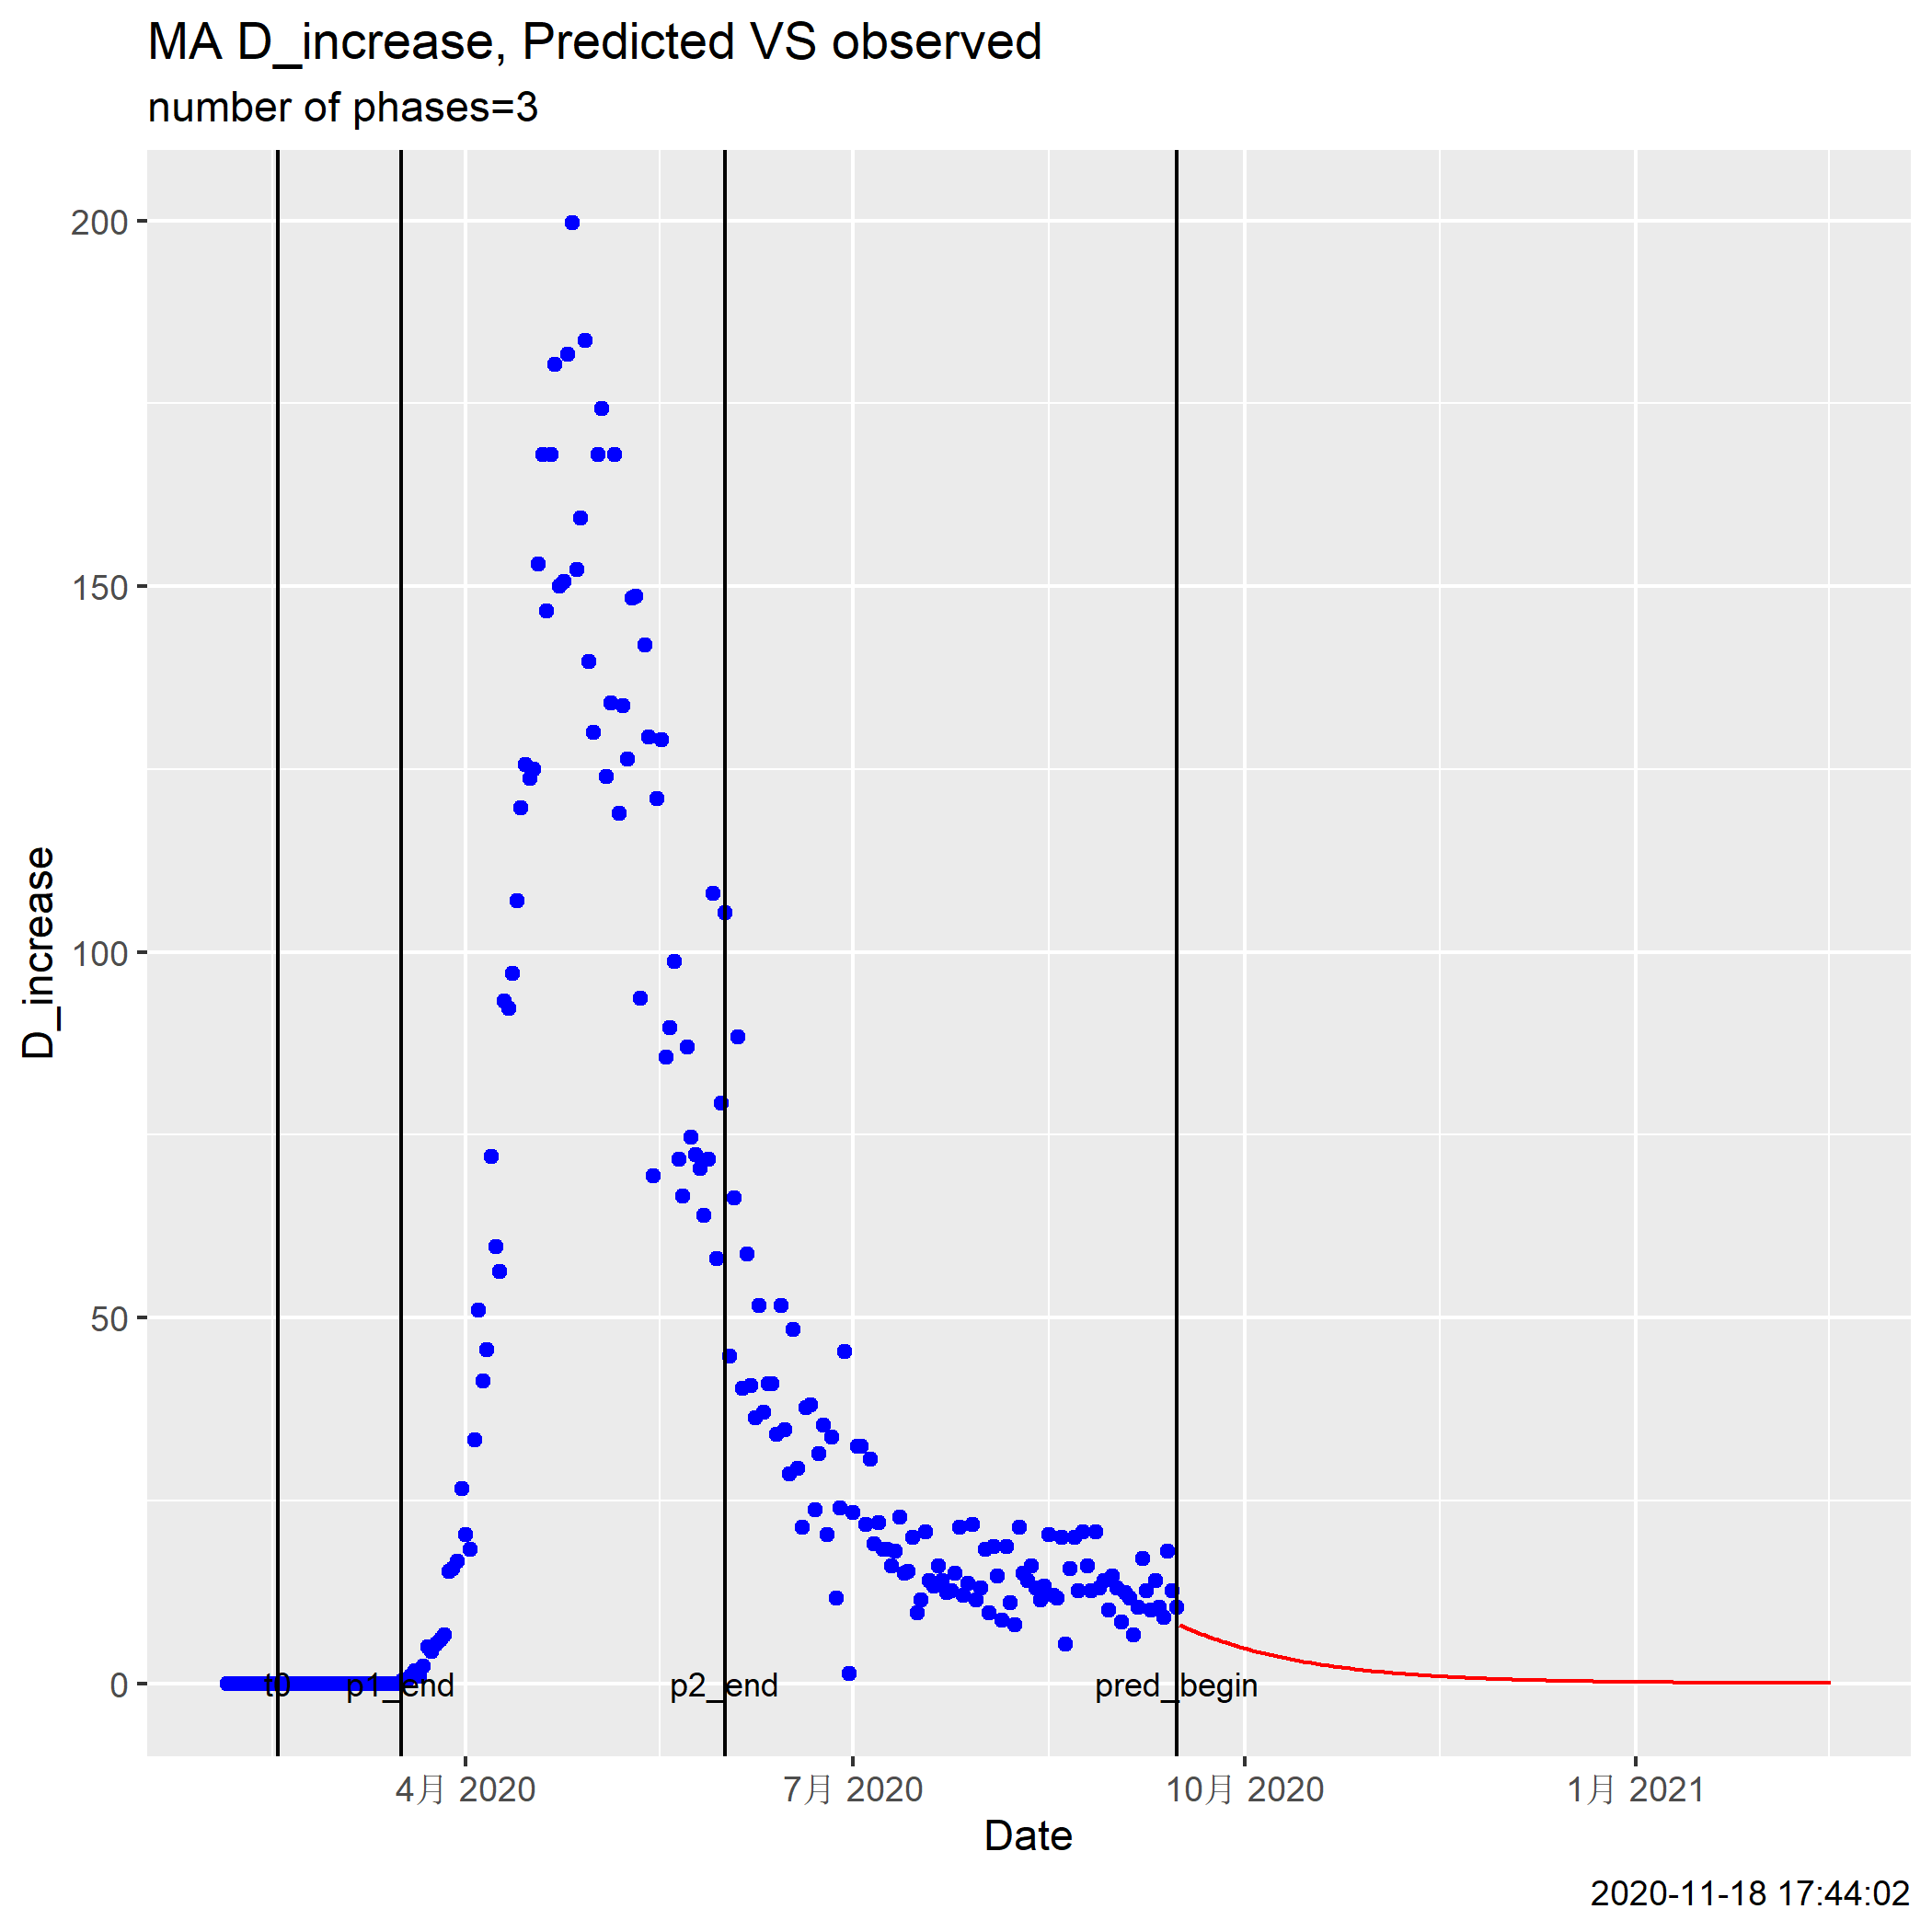 MA D_increase, Predicted VS observed
number of phases=3
200
150
100
50
0
D_increase
t0
p1_end
p2_end
pred_begin
4月 2020
7月 2020
10月 2020
1月 2021
Date
2020-11-18 17:44:02